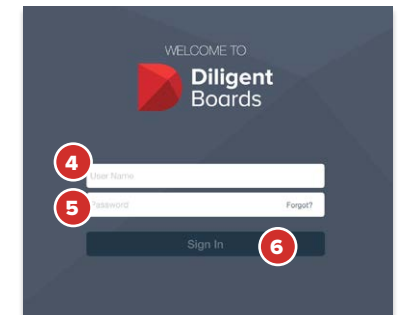 WELCOME TO
Diligent
Boards
4
User Name
5
Password Forgot?
Sign In 6